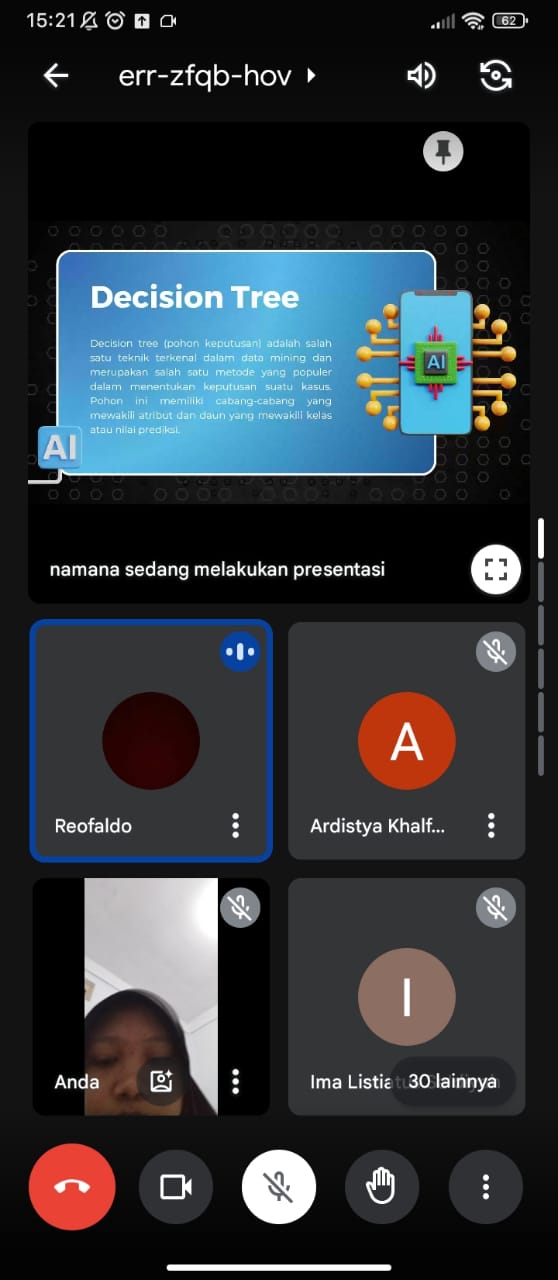 15:21
62
err-zfqb-hov
Decision Tree
Decision tree (pohon keputusan) adalah salah
satu teknik terkenal dalam data mining dan
merupakan salah satu metode yang populer
dalam menentukan keputusan suatu kasus.
Pohon ini memiliki cabang-cabang yang
mewakili atribut dan daun yang mewakili kelas
atau nilai prediksi.
AI
AI
namana sedang melakukan presentasi
Reofaldo
A
Ardistya Khalf...
Anda
I
Ima Listia
30 lainnya